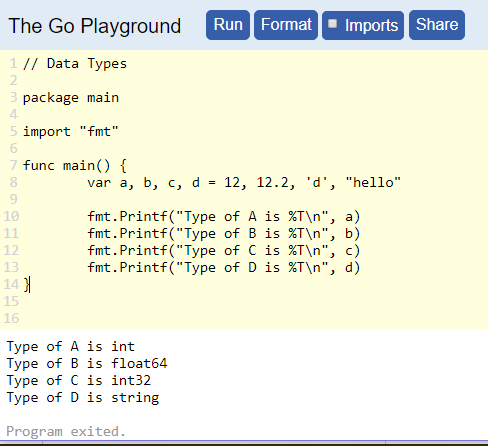 The Go Playground Run Format Imports Share
1 // Data Types
2
3 package main
4
5 import "fmt"
6
7 func main() {
8 var a, b, c, d = 12, 12.2, 'd', "hello"
9
10 fmt.Printf("Type of A is %T\n", a)
11 fmt.Printf("Type of B is %T\n", b)
12 fmt.Printf("Type of C is %T\n", c)
13 fmt.Printf("Type of D is %T\n", d)
14 }
15
16
Type of A is int
Type of B is float64
Type of C is int32
Type of D is string
Program exited.